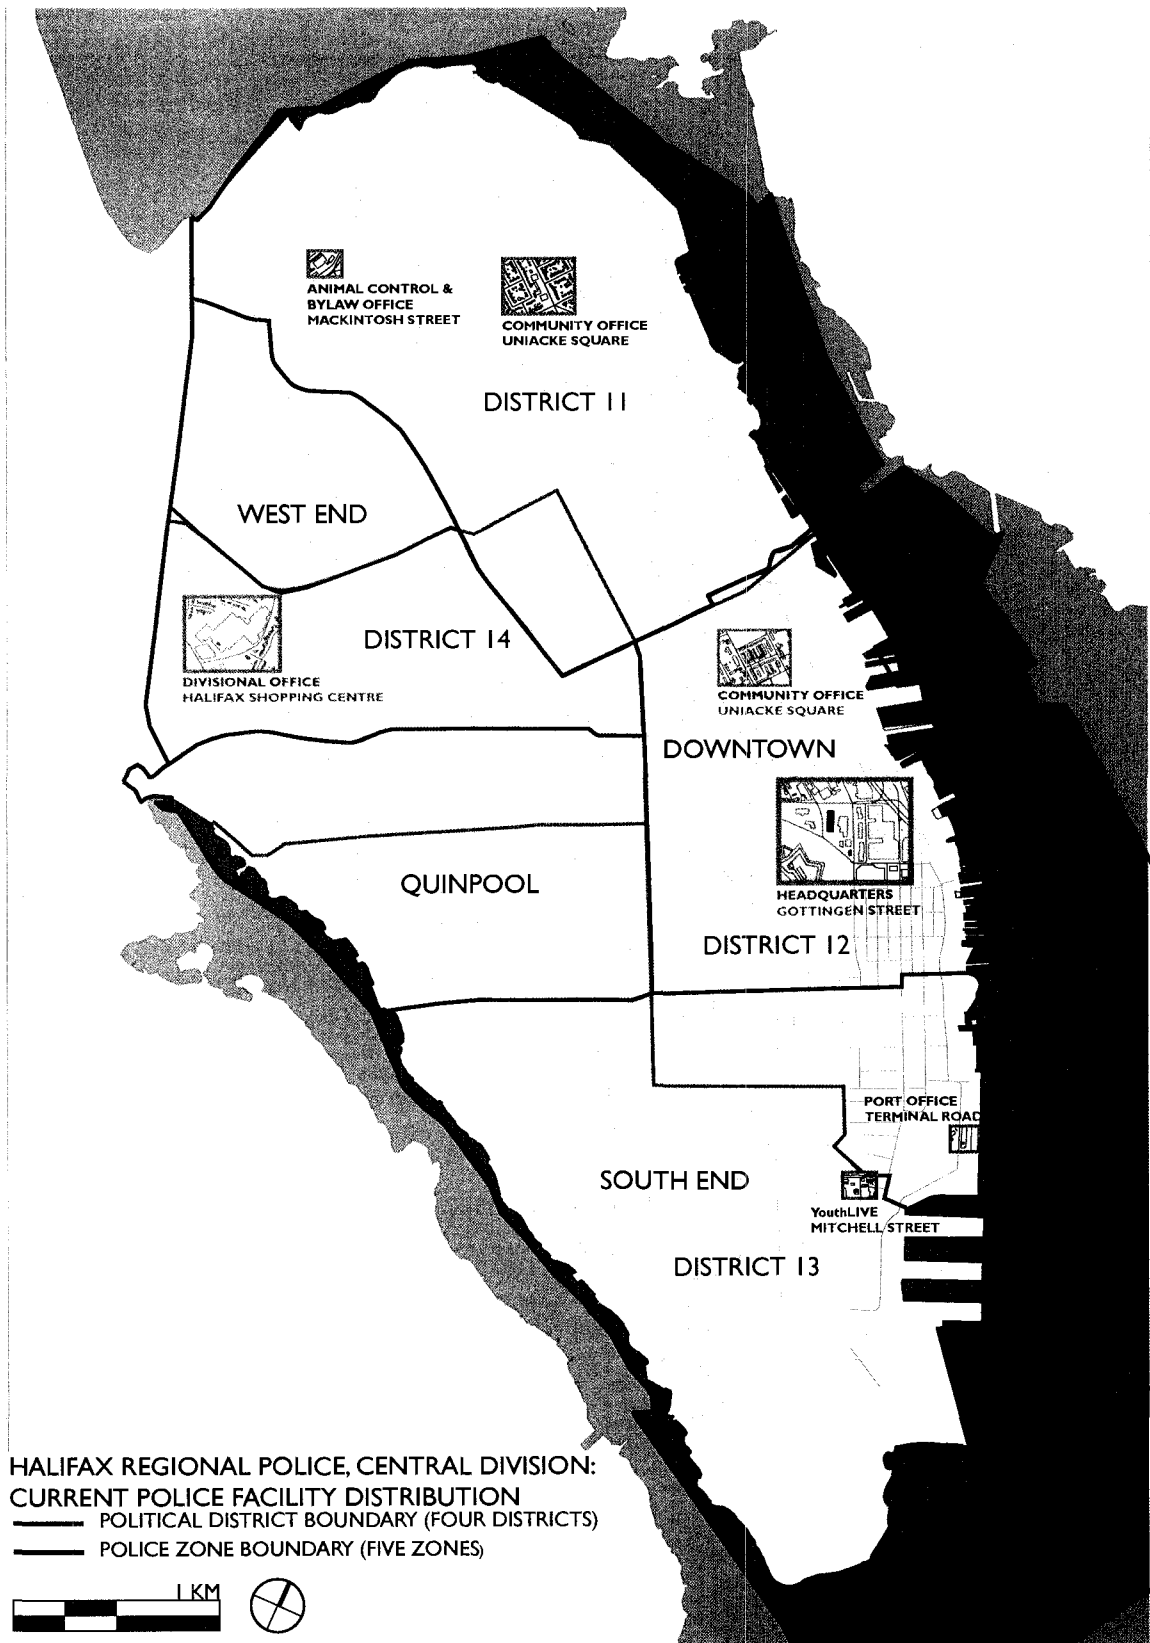 ANIMAL CONTROL &
BYLAW OFFICE
MACKINTOSH STREET
COMMUNITY OFFICE
UNIACKE SQUARE
DISTRICT 11
WEST END
DISTRICT 14
DIVISIONAL OFFICE
HALIFAX SHOPPING CENTRE
COMMUNITY OFFICE
UNIACKE SQUARE
DOWNTOWN
QUINPOOL
HEADQUARTERS
GOTTINGEN STREET
DISTRICT 12
PORT OFFICE
TERMINAL ROAD
SOUTH END
YouthLIVE
MITCHELL STREET
DISTRICT 13
HALIFAX REGIONAL POLICE, CENTRAL DIVISION:
CURRENT POLICE FACILITY DISTRIBUTION
POLITICAL DISTRICT BOUNDARY (FOUR DISTRICTS)
POLICE ZONE BOUNDARY (FIVE ZONES)
1 KM